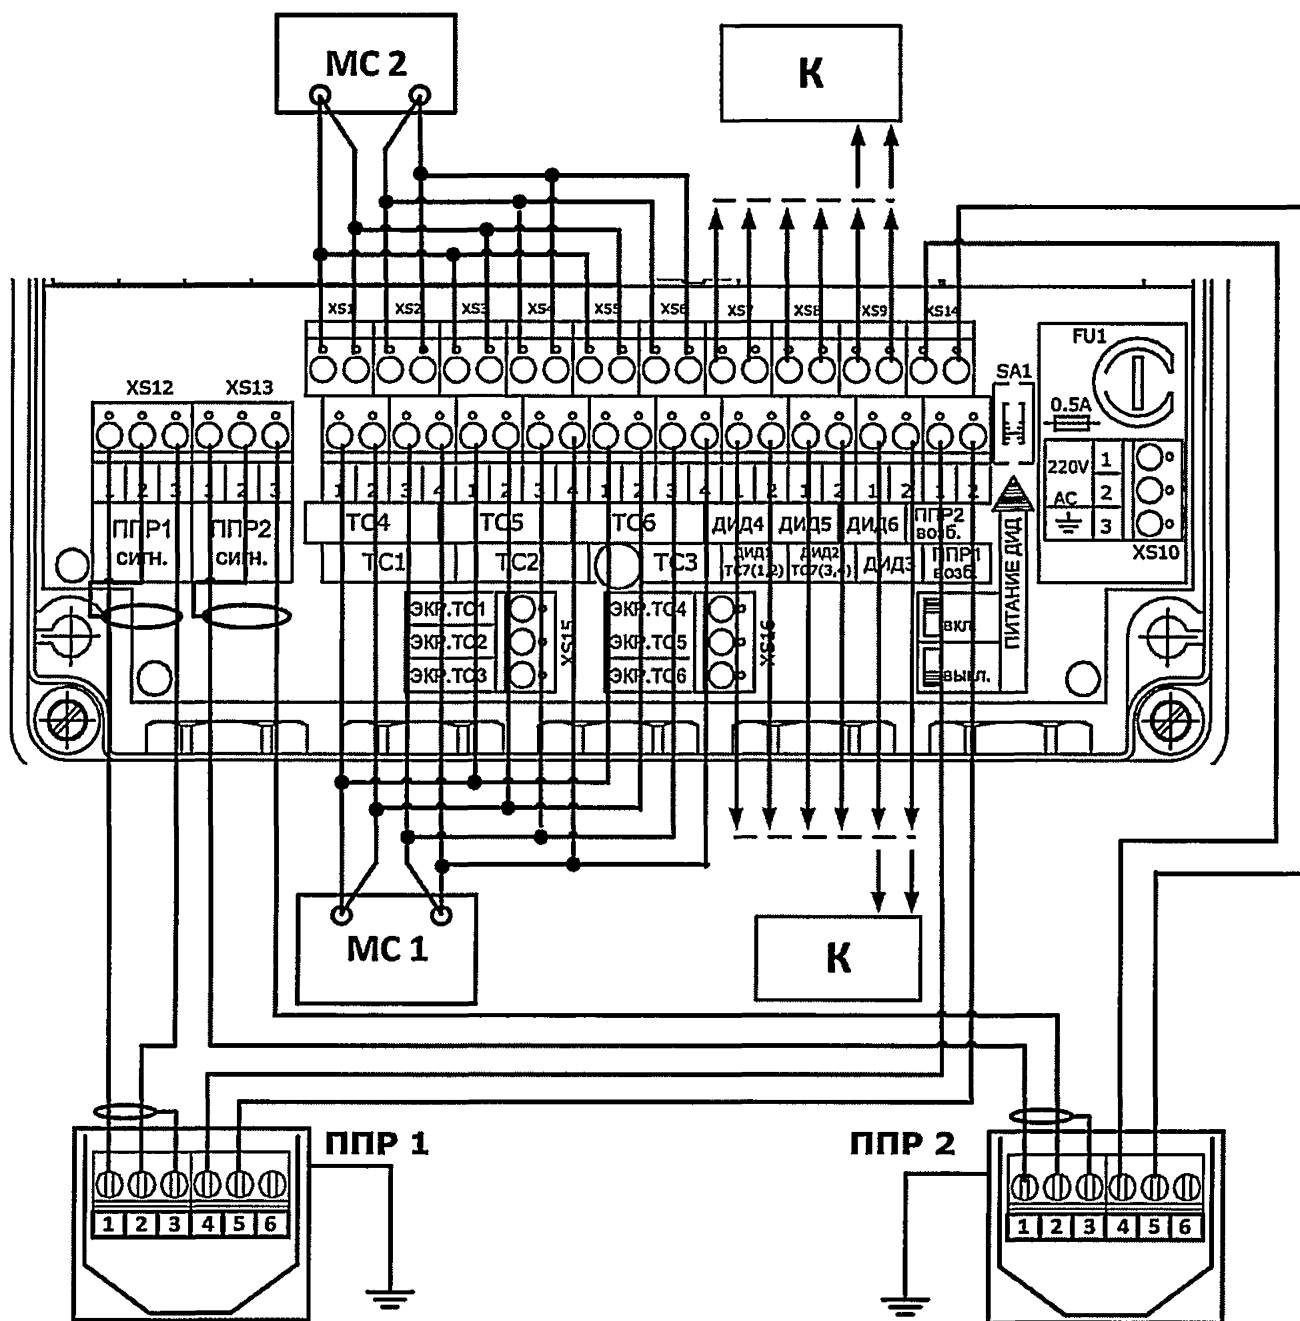 МС 2
К
XS1 XS2 XS3 XS4 XS5 XS6 XS7 XS8 XS9 XS14
FU1
XS12 XS13
SA1
0.5A
220V 1
AC 2
3
XS10
1 2 3 1 2 3
1 2 3 4 1 2 3 4 1 2 3 4 1 2 1 2 1 2 1 2
ППР1 СИГН.
ППР2 СИГН.
ТС4 ТС5 ТС6 ДИД4 ДИД5 ДИД6 ППР2 возб.
ТС1 ТС2 ТС3 ДИД1 ТС7(1,2) ДИД2 ТС7(3,4) ДИД3 ППР1 возб.
ПИТАНИЕ ДИД
ЭКР.ТС1
ЭКР.ТС2
ЭКР.ТС3
XS15
ЭКР.ТС4
ЭКР.ТС5
ЭКР.ТС6
XS16
ВКЛ.
ВЫКЛ.
МС 1
К
ППР 1
1 2 3 4 5 6
ППР 2
1 2 3 4 5 6